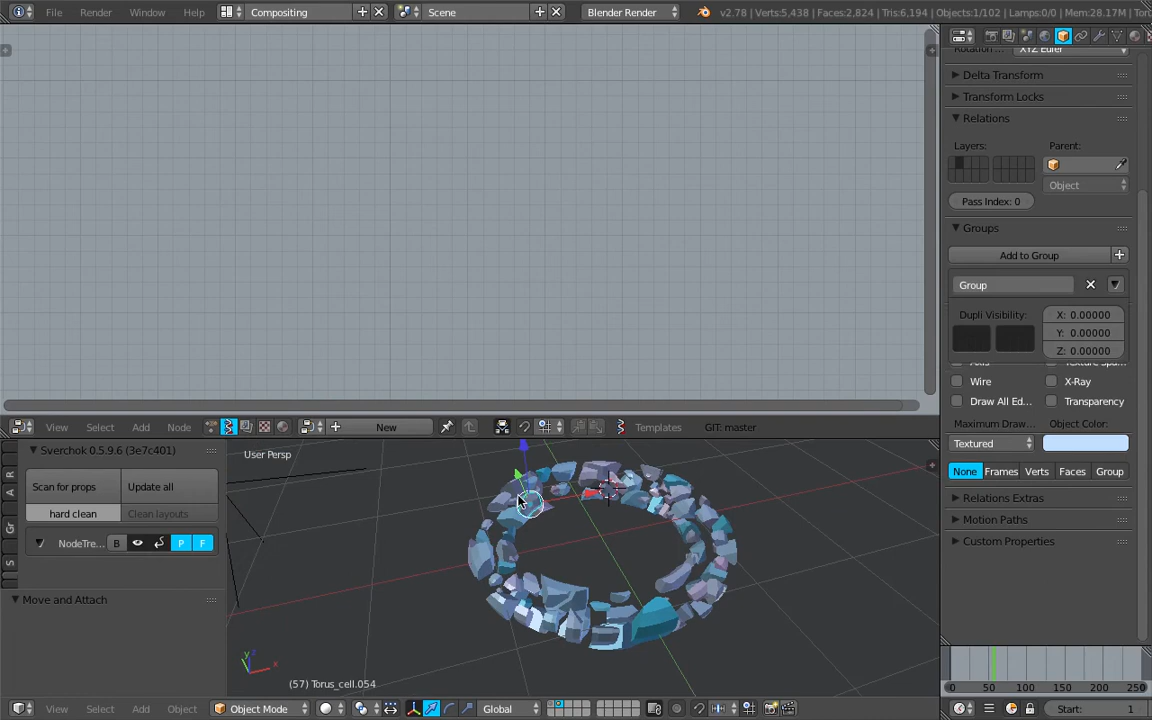 File Render Window Help Compositing Scene Blender Render v2.78 | Verts:5,438 | Faces:2,824 | Tris:6,194 | Objects:1/102 | Lamps:0/0 | Mem:28.17M
Rotation ... XYZ Euler
Delta Transform
Transform Locks
Relations
Layers: Parent:
Object
Pass Index: 0
Groups
Add to Group
Group
Dupli Visibility: X: 0.00000
Y: 0.00000
Z: 0.00000
Wire X-Ray
Draw All Ed... Transparency
Maximum Draw... Object Color:
Textured
None Frames Verts Faces Group
Relations Extras
Motion Paths
Custom Properties
View Select Add Node New Templates GIT: master
Sverchok 0.5.9.6 (3e7c401)
Scan for props Update all
hard clean Clean layouts
NodeTre... B P F
Move and Attach
R
A
Gr
S
User Persp
y z x
(57) Torus_cell.054
View Select Add Object Object Mode Global
0 50 100 150 200 250
Start: 1